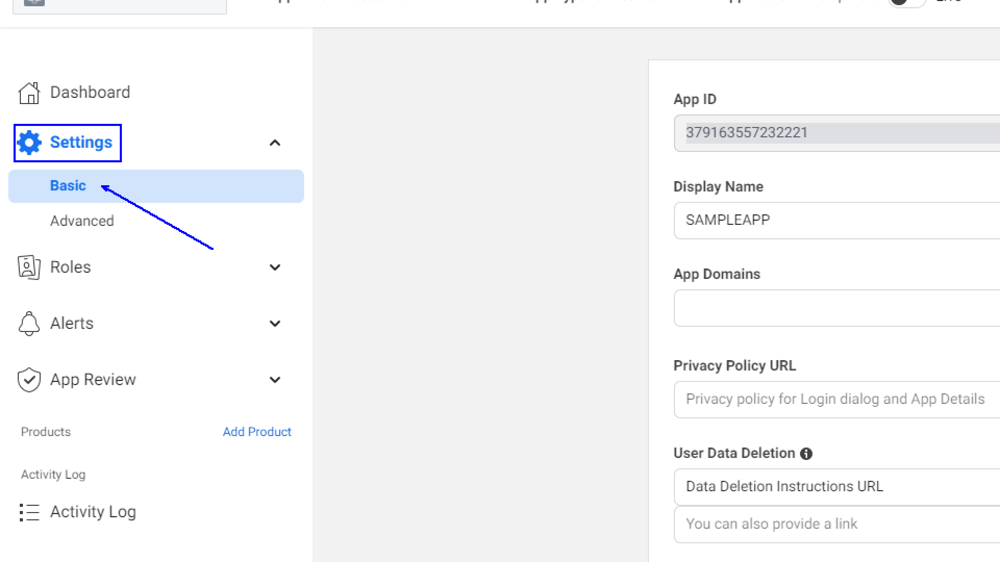 Dashboard
Settings
Basic
Advanced
Roles
Alerts
App Review
Products
Add Product
Activity Log
Activity Log
App ID
379163557232221
Display Name
SAMPLEAPP
App Domains
Privacy Policy URL
Privacy policy for Login dialog and App Details
User Data Deletion
Data Deletion Instructions URL
You can also provide a link